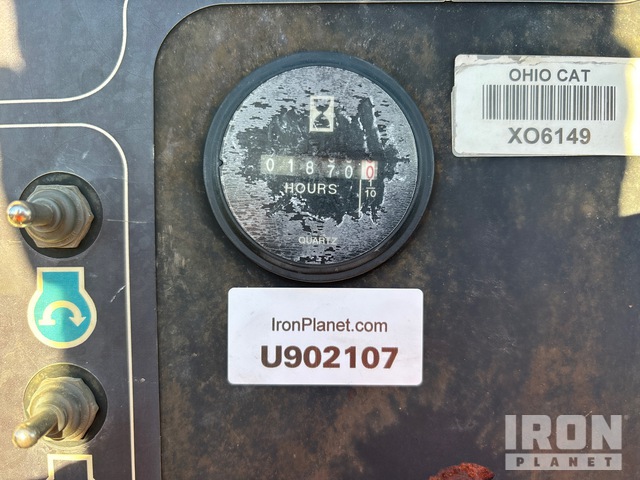 OHIO CAT
XO6149
018700
HOURS
1/10
QUARTZ
IronPlanet.com
U902107
IRON
PLANET